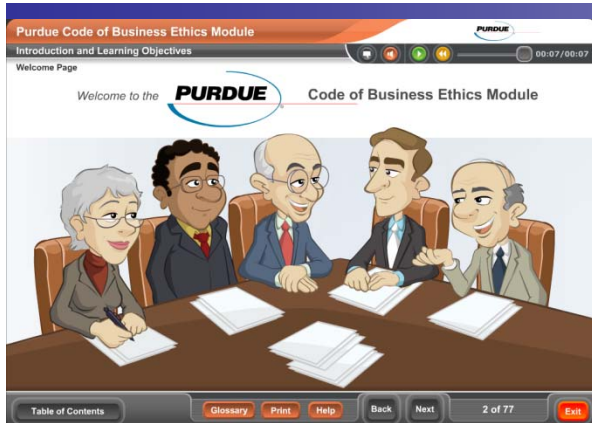 Purdue Code of Business Ethics Module
PURDUE
Introduction and Learning Objectives
00:07/00:07
Welcome Page
Welcome to the PURDUE Code of Business Ethics Module
Table of Contents
Glossary
Print
Help
Back
Next
2 of 77
Exit